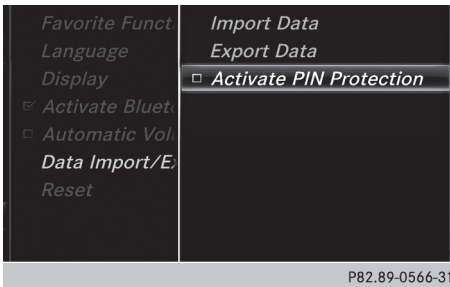 Favorite Funct
Language
Display
Activate Blueto
Automatic Vol
Data Import/Ex
Reset
Import Data
Export Data
Activate PIN Protection
P82.89-0566-31